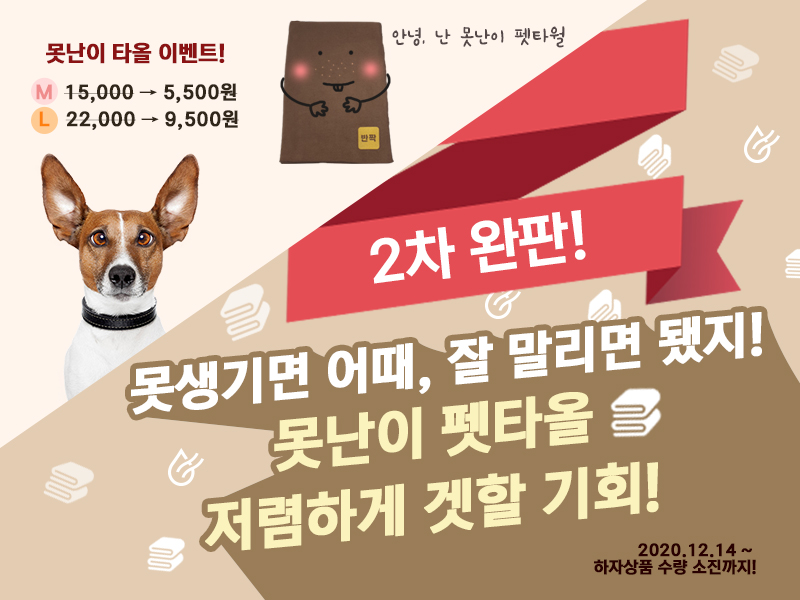 못난이 타올 이벤트!
M 15,000 → 5,500원
L 22,000 → 9,500원
안녕, 난 못난이 펫타월
반짝
2차 완판!
못생기면 어때, 잘 말리면 됐지!
못난이 펫타올
저렴하게 겟할 기회!
2020.12.14 ~
하자상품 수량 소진까지!